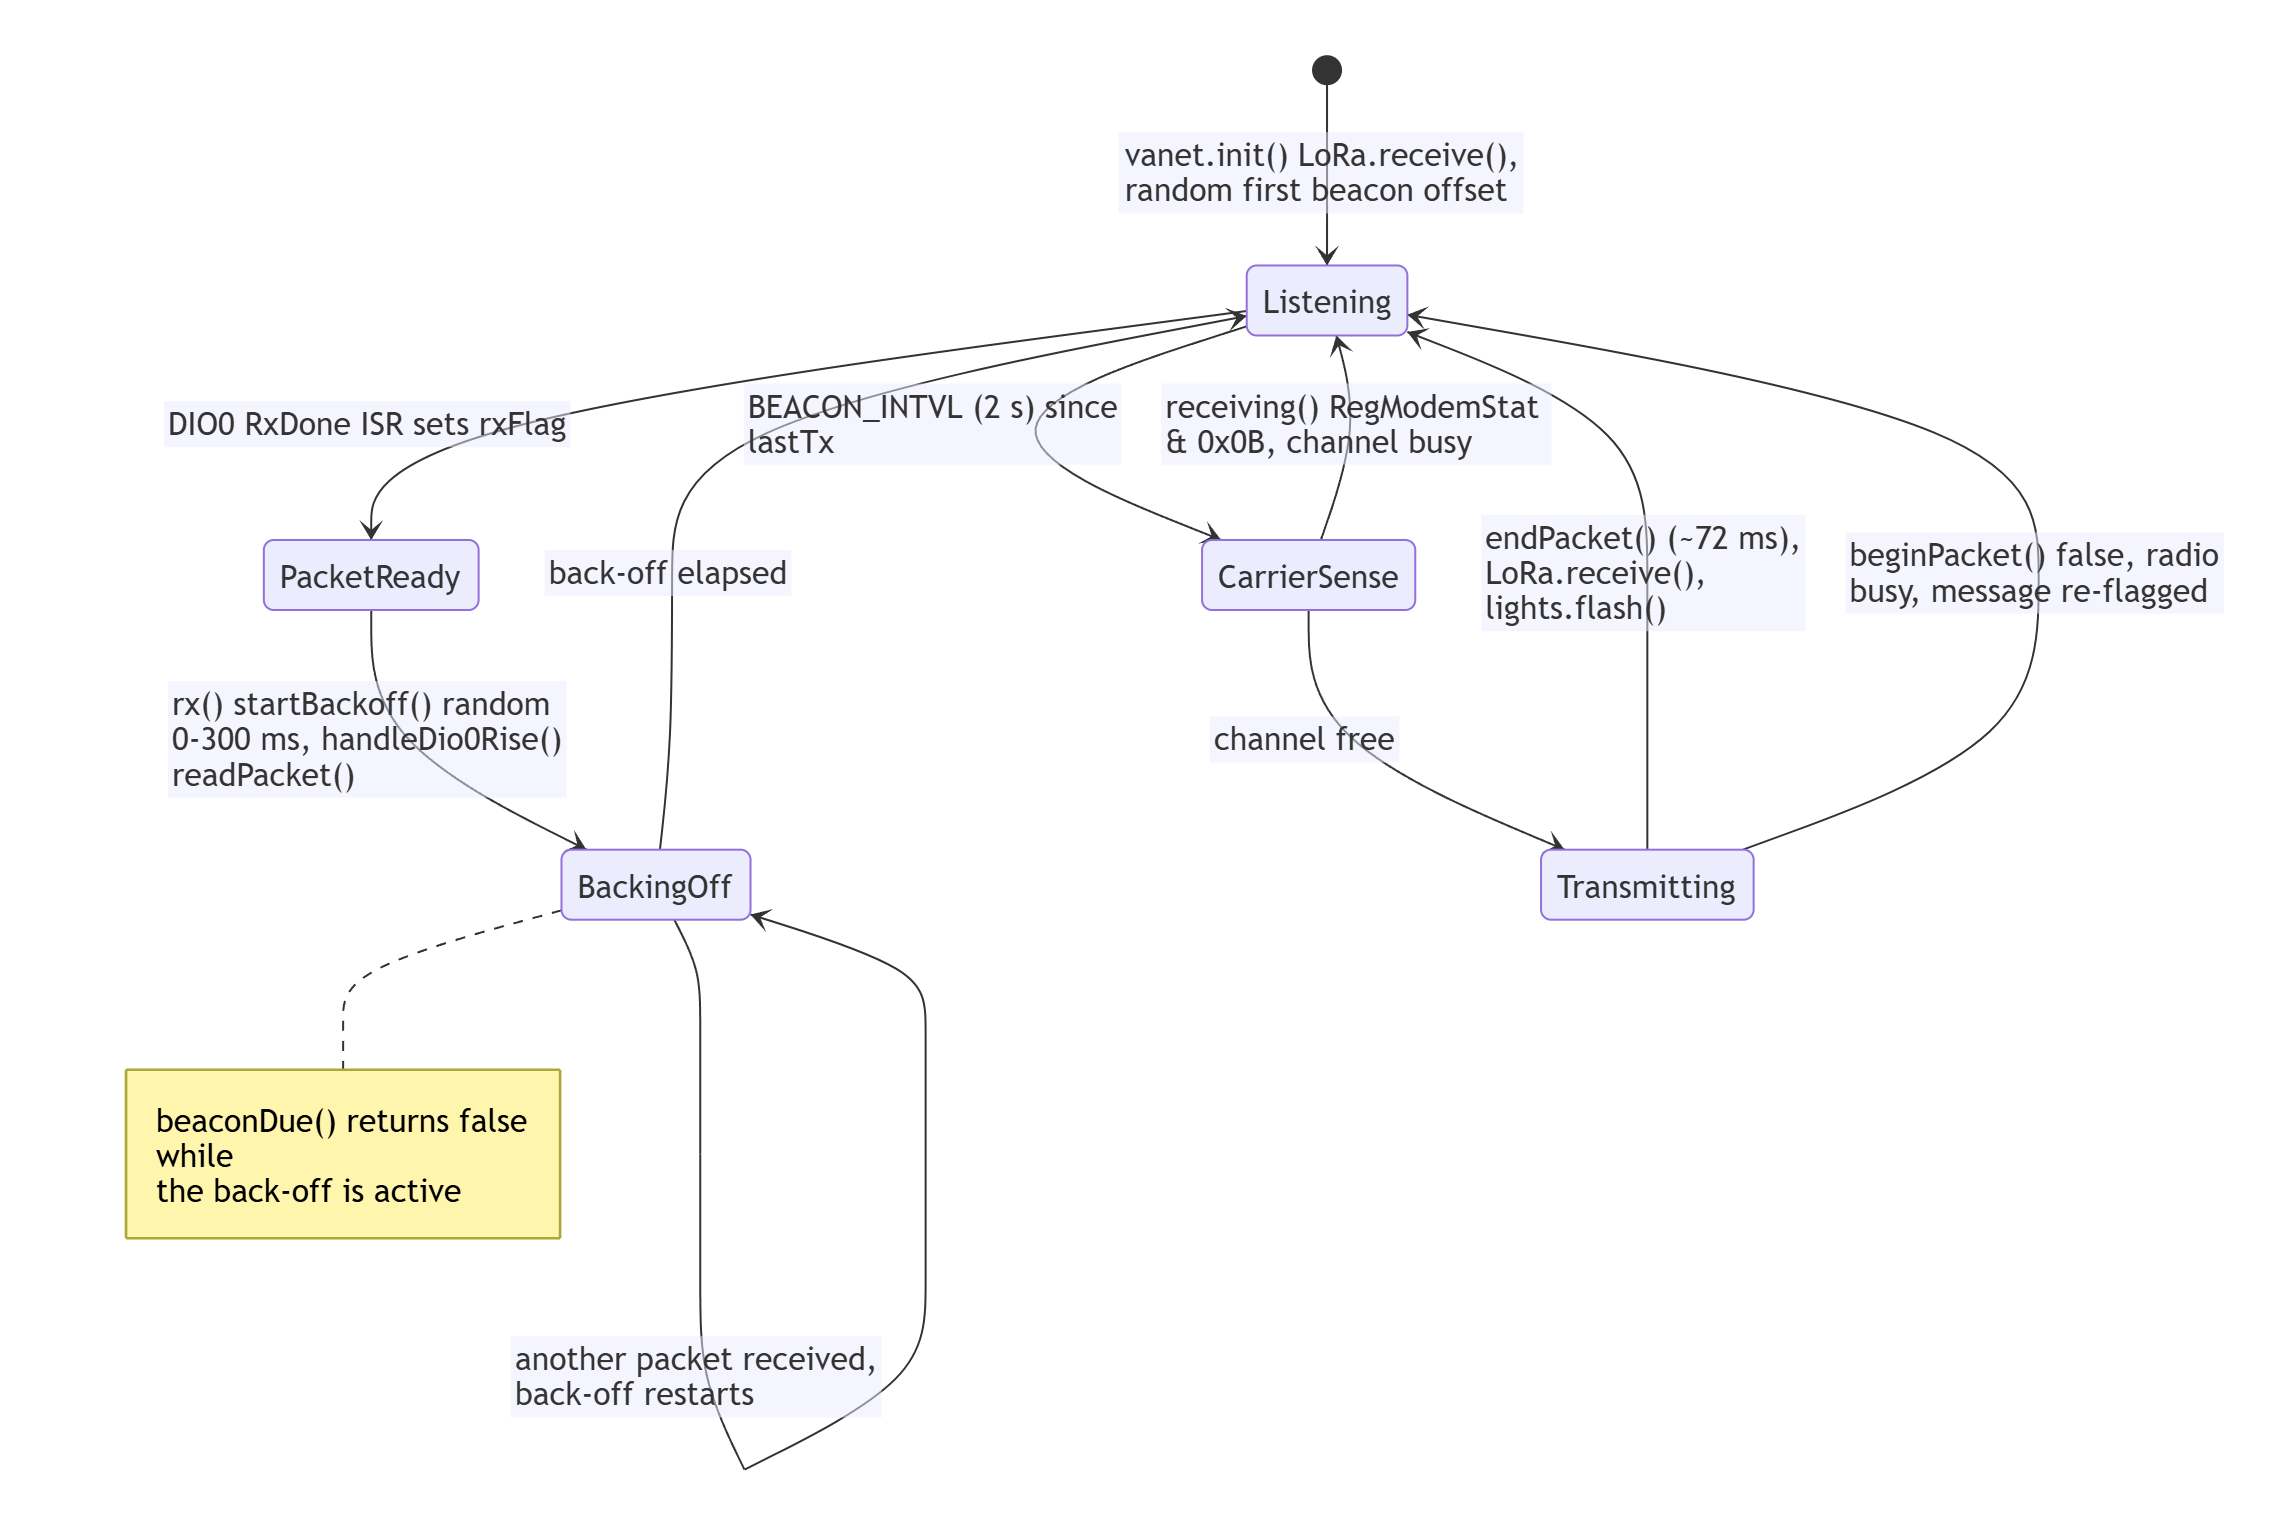 vanet.init() LoRa.receive(),
random first beacon offset
Listening
DIO0 RxDone ISR sets rxFlag
BEACON_INTVL (2 s) since
lastTx
receiving() RegModemStat
& 0x0B, channel busy
endPacket() (~72 ms),
LoRa.receive(),
lights.flash()
beginPacket() false, radio
busy, message re-flagged
PacketReady
back-off elapsed
CarrierSense
rx() startBackoff() random
0-300 ms, handleDio0Rise()
readPacket()
channel free
BackingOff
Transmitting
beaconDue() returns false
while
the back-off is active
another packet received,
back-off restarts